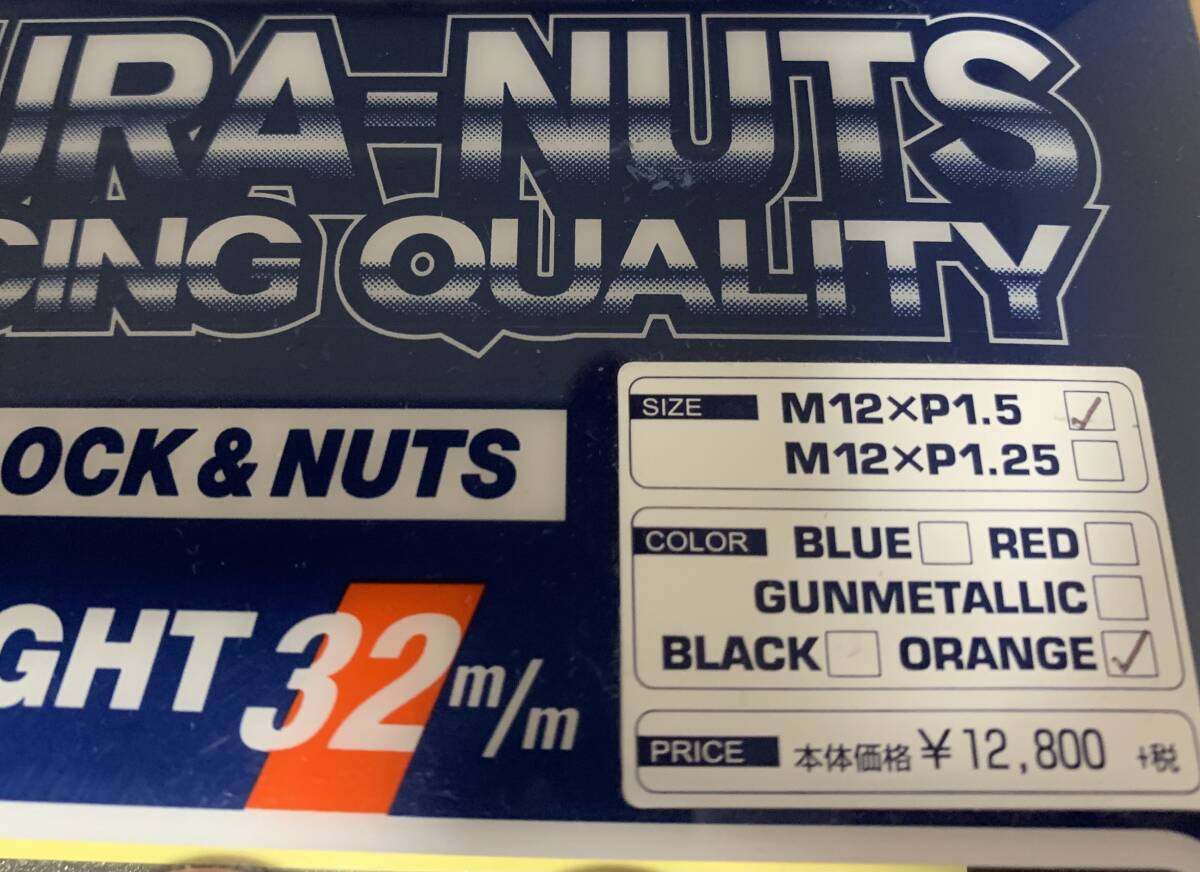 URA-NUTS
CING QUALITY
OCK & NUTS
GHT 32 m/m
SIZE M12×P1.5
M12×P1.25
COLOR BLUE RED
GUNMETALLIC
BLACK ORANGE
PRICE 本体価格 ¥12,800 +税